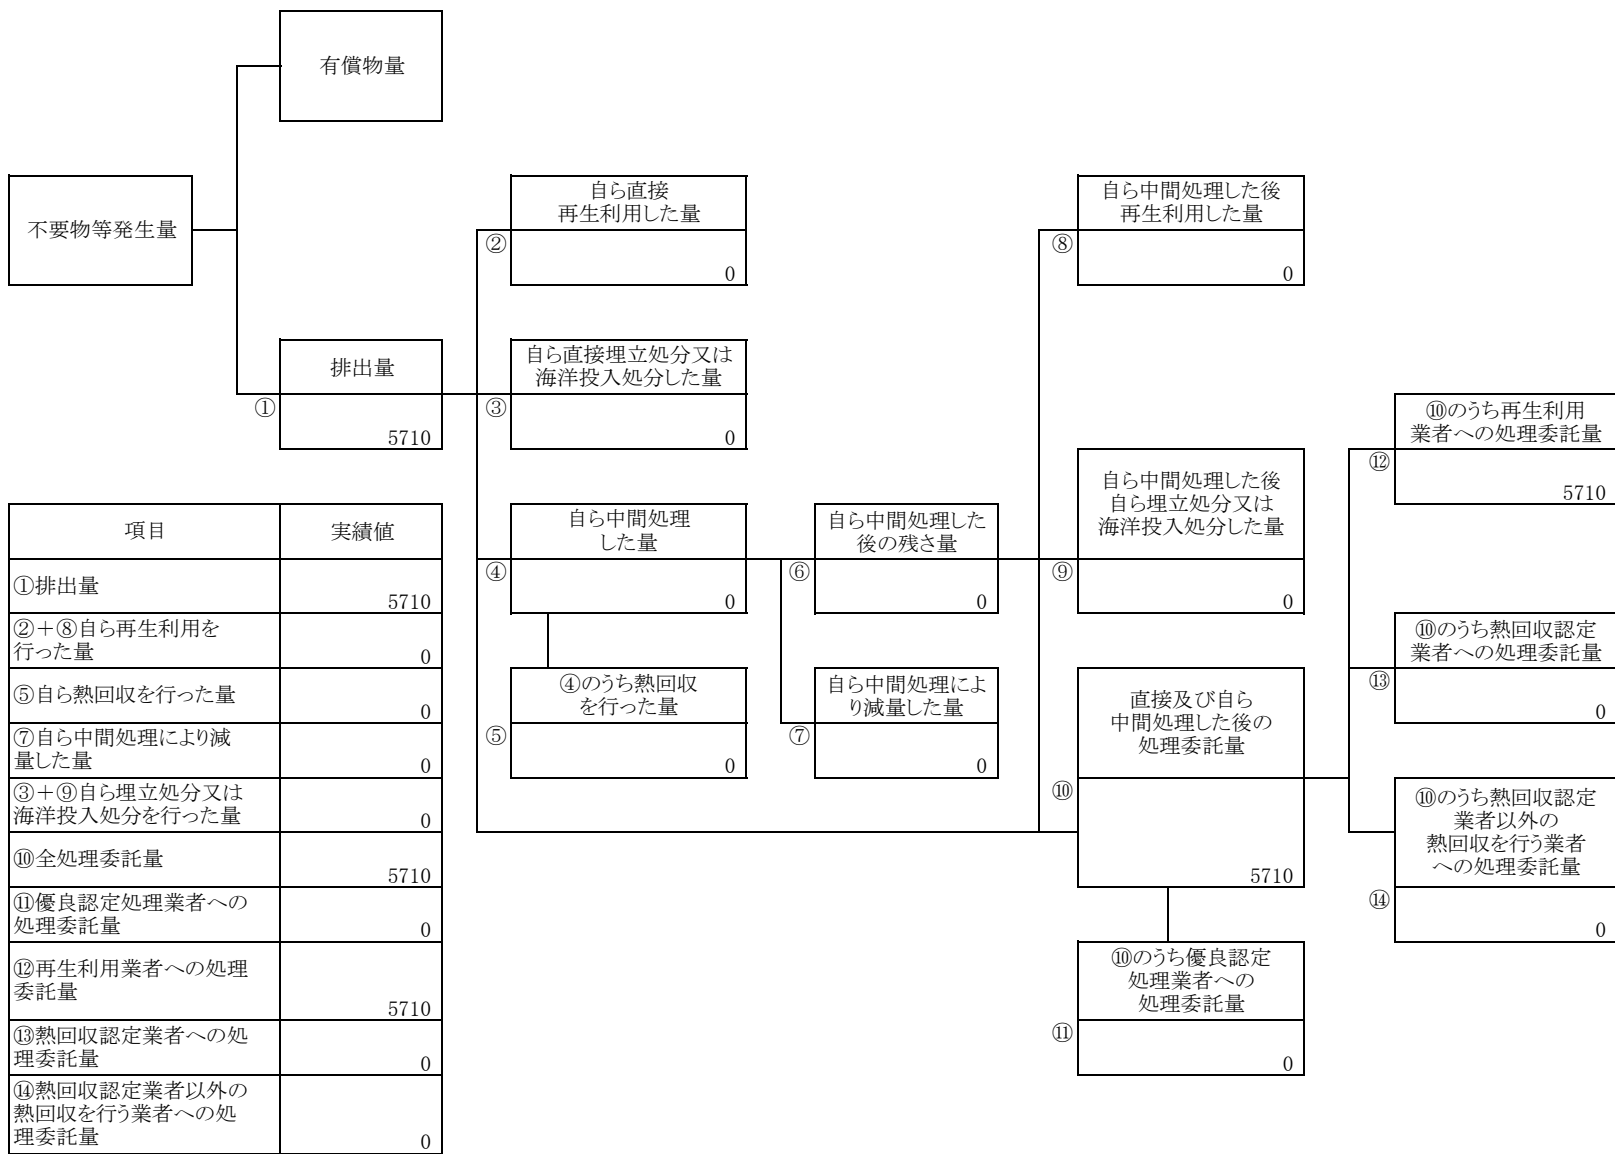 有償物量
不要物等発生量
排出量
①
5710
自ら直接
再生利用した量
②
0
自ら直接埋立処分又は
海洋投入処分した量
③
0
自ら中間処理
した量
④
0
④のうち熱回収
を行った量
⑤
0
自ら中間処理した
後の残さ量
⑥
0
自ら中間処理によ
り減量した量
⑦
0
自ら中間処理した後
再生利用した量
⑧
0
自ら中間処理した後
自ら埋立処分又は
海洋投入処分した量
⑨
0
直接及び自ら
中間処理した後の
処理委託量
⑩
5710
⑩のうち優良認定
処理業者への
処理委託量
⑪
0
⑩のうち再生利用
業者への処理委託量
⑫
5710
⑩のうち熱回収認定
業者への処理委託量
⑬
0
⑩のうち熱回収認定
業者以外の
熱回収を行う業者
への処理委託量
⑭
0
項目 実績値
①排出量
5710
②+⑧自ら再生利用を
行った量
0
⑤自ら熱回収を行った量
0
⑦自ら中間処理により減
量した量
0
③+⑨自ら埋立処分又は
海洋投入処分を行った量
0
⑩全処理委託量
5710
⑪優良認定処理業者への
処理委託量
0
⑫再生利用業者への処理
委託量
5710
⑬熱回収認定業者への処
理委託量
0
⑭熱回収認定業者以外の
熱回収を行う業者への処
理委託量
0